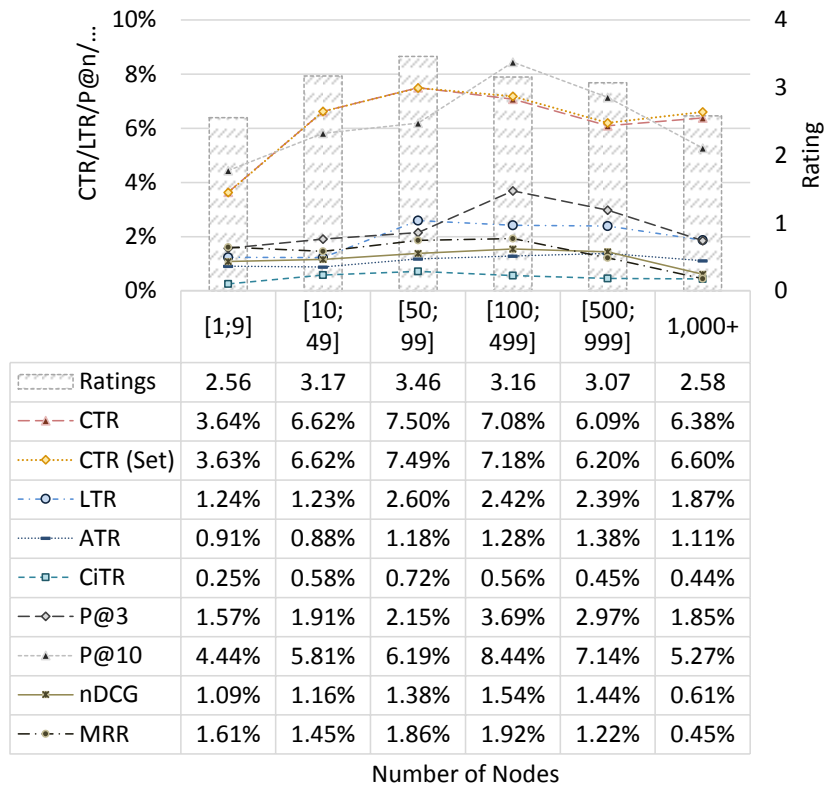 10%
8%
6%
4%
2%
0%
CTR/LTR/P@n/...
4
3
2
1
0
Rating
[1;9] [10; 49] [50; 99] [100; 499] [500; 999] 1,000+
Ratings 2.56 3.17 3.46 3.16 3.07 2.58
CTR 3.64% 6.62% 7.50% 7.08% 6.09% 6.38%
CTR (Set) 3.63% 6.62% 7.49% 7.18% 6.20% 6.60%
LTR 1.24% 1.23% 2.60% 2.42% 2.39% 1.87%
ATR 0.91% 0.88% 1.18% 1.28% 1.38% 1.11%
CiTR 0.25% 0.58% 0.72% 0.56% 0.45% 0.44%
P@3 1.57% 1.91% 2.15% 3.69% 2.97% 1.85%
P@10 4.44% 5.81% 6.19% 8.44% 7.14% 5.27%
nDCG 1.09% 1.16% 1.38% 1.54% 1.44% 0.61%
MRR 1.61% 1.45% 1.86% 1.92% 1.22% 0.45%
Number of Nodes